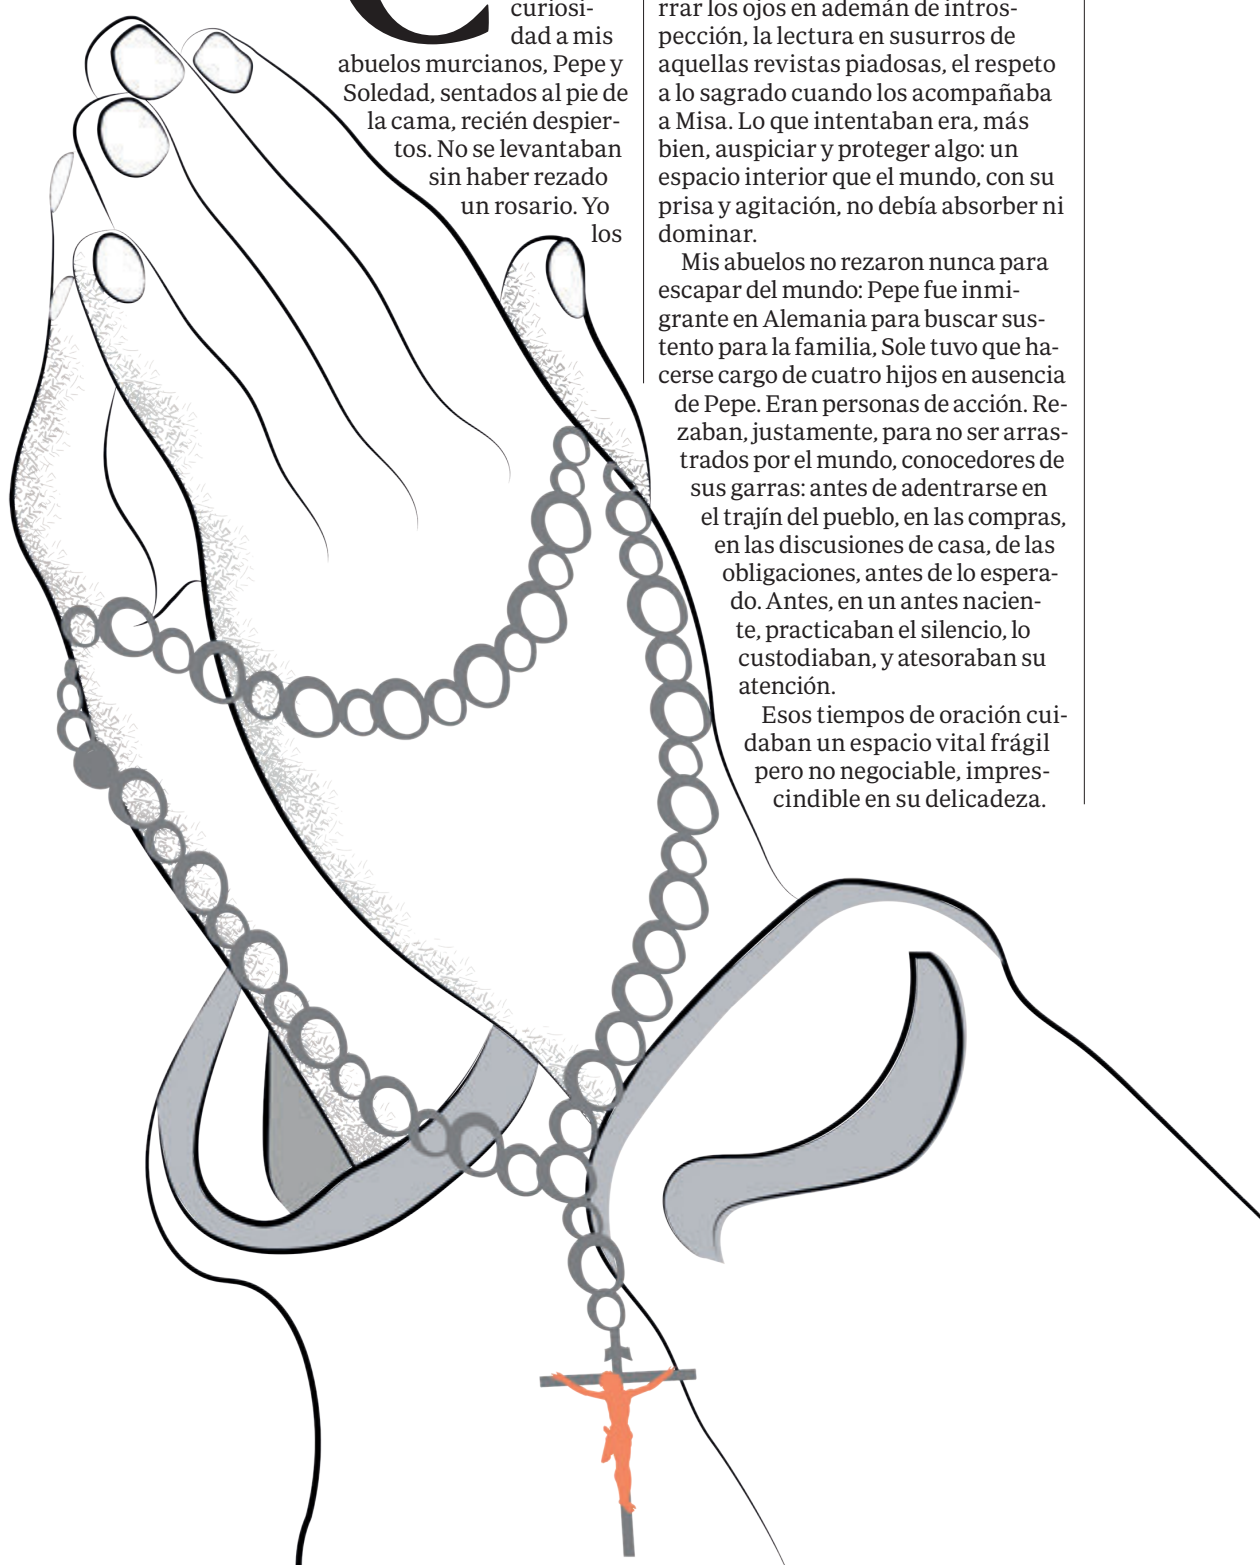 C
curiosi-
dad a mis
abuelos murcianos, Pepe y
Soledad, sentados al pie de
la cama, recién despier-
tos. No se levantaban
sin haber rezado
un rosario. Yo
los
rrar los ojos en ademán de intros-
pección, la lectura en susurros de
aquellas revistas piadosas, el respeto
a lo sagrado cuando los acompañaba
a Misa. Lo que intentaban era, más
bien, auspiciar y proteger algo: un
espacio interior que el mundo, con su
prisa y agitación, no debía absorber ni
dominar.
Mis abuelos no rezaron nunca para
escapar del mundo: Pepe fue inmi-
grante en Alemania para buscar sus-
tento para la familia, Sole tuvo que ha-
cerse cargo de cuatro hijos en ausencia
de Pepe. Eran personas de acción. Re-
zaban, justamente, para no ser arras-
trados por el mundo, conocedores de
sus garras: antes de adentrarse en
el trajín del pueblo, en las compras,
en las discusiones de casa, de las
obligaciones, antes de lo espera-
do. Antes, en un antes nacien-
te, practicaban el silencio, lo
custodiaban, y atesoraban su
atención.
Esos tiempos de oración cui-
daban un espacio vital frágil
pero no negociable, impres-
cindible en su delicadeza.